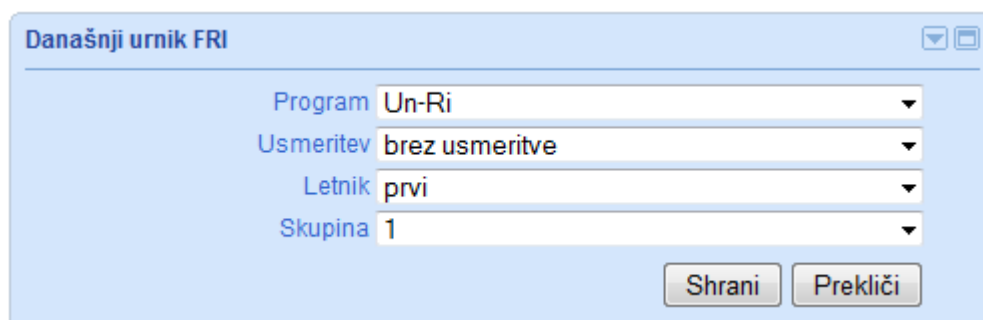 Današnji urnik FRI
Program Un-Ri
Usmeritev brez usmeritve
Letnik prvi
Skupina 1
Shrani Prekliči